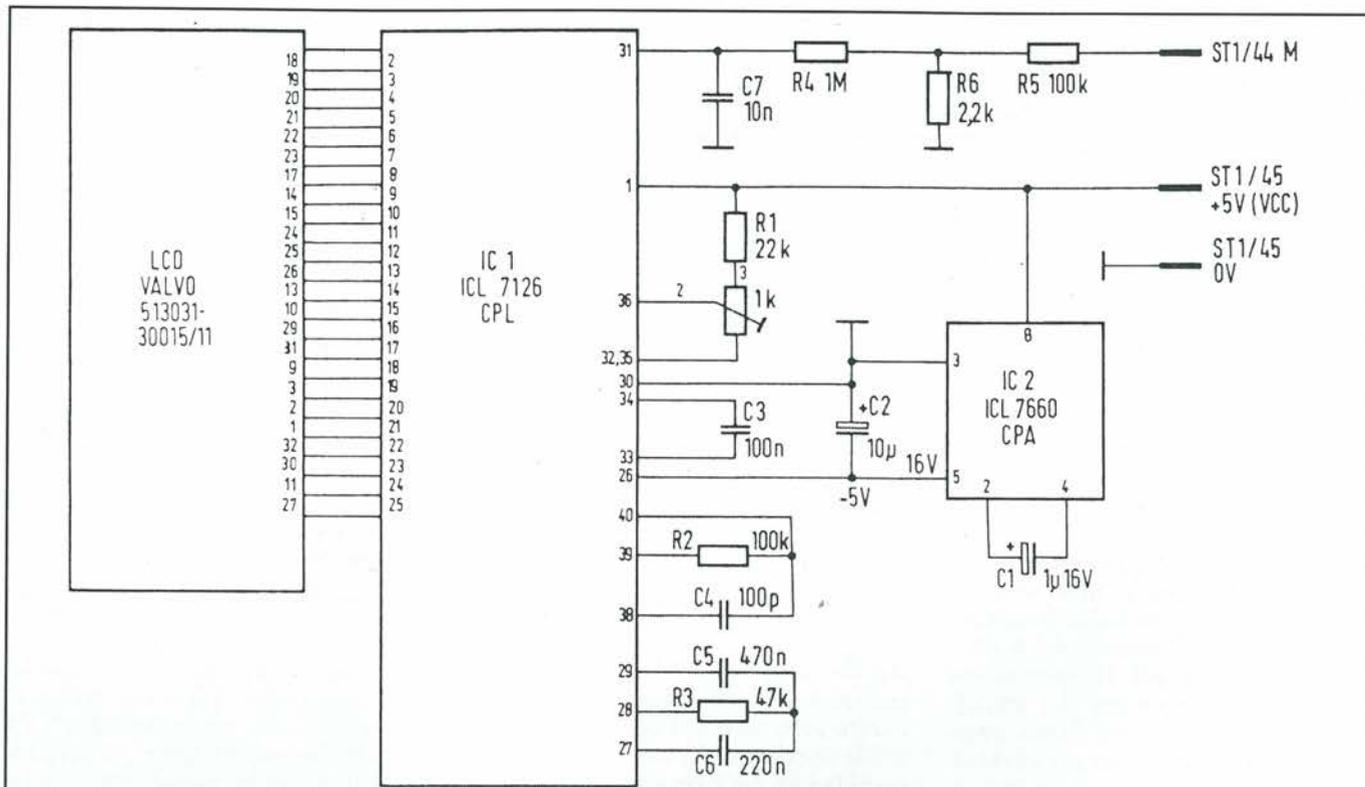 LCD
VALVO
513031-
30015/11
18
19
20
21
22
23
17
14
15
24
25
26
13
10
29
31
9
3
2
1
32
30
11
27
2
3
4
5
6
7
8
9
10
11
12
13
14
15
16
17
18
19
20
21
22
23
24
25
IC 1
ICL 7126
CPL
31
1
36
32,35
30
34
33
26
40
39
38
29
28
27
C7
10n
R4 1M
R6
2,2k
R5 100k
ST1/44 M
R1
22k
3
2
1k
ST1/45
+5V (VCC)
ST1/45
0V
C3
100n
+C2
10µ
16V
-5V
8
3
IC 2
ICL 7660
CPA
5
2
4
+
C1
1µ 16V
R2
100k
C4
100p
C5
470n
R3
47k
C6
220n